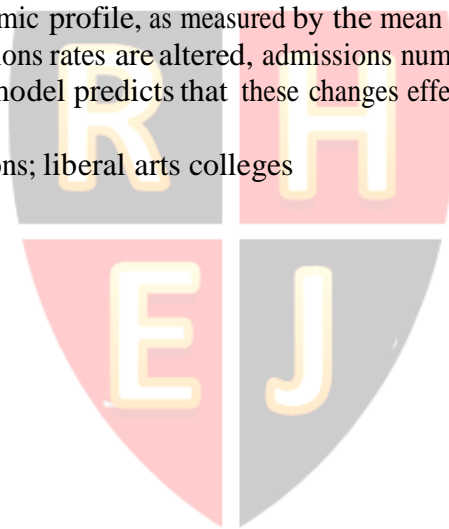 mic profile, as measured by the mean
ions rates are altered, admissions num
model predicts that these changes effe
ons; liberal arts colleges
R H
E J